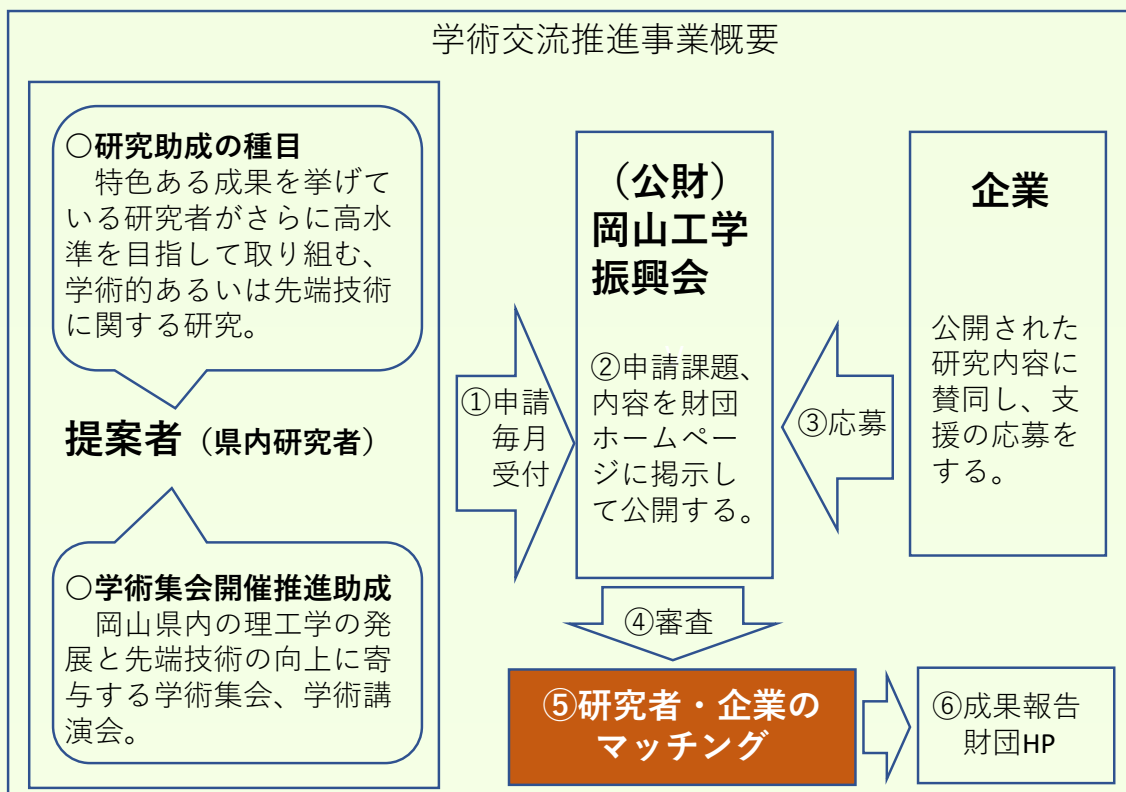 学術交流推進事業概要
○研究助成の種目
特色ある成果を挙げて
いる研究者がさらに高水
準を目指して取り組む、
学術的あるいは先端技術
に関する研究。
提案者（県内研究者）
○学術集会開催推進助成
岡山県内の理工学の発
展と先端技術の向上に寄
与する学術集会、学術講
演会。
①申請
毎月
受付
（公財）
岡山工学
振興会
②申請課題、
内容を財団
ホームペー
ジに掲示し
て公開する。
③応募
企業
公開された
研究内容に
賛同し、支
援の応募を
する。
④審査
⑤研究者・企業の
マッチング
⑥成果報告
財団HP